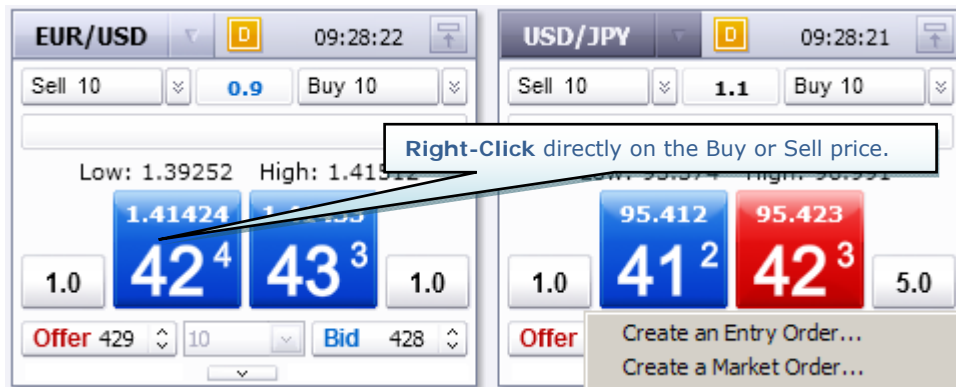 EUR/USD D 09:28:22
Sell 10 0.9 Buy 10
Low: 1.39252 High:
1.41424
1.0 42 4 43 3 1.0
Offer 429 10 Bid 428
USD/JPY D 09:28:21
Sell 10 1.1 Buy 10
Right-Click directly on the Buy or Sell price.
95.412 95.423
1.0 41 2 42 3 5.0
Offer
Create an Entry Order...
Create a Market Order...